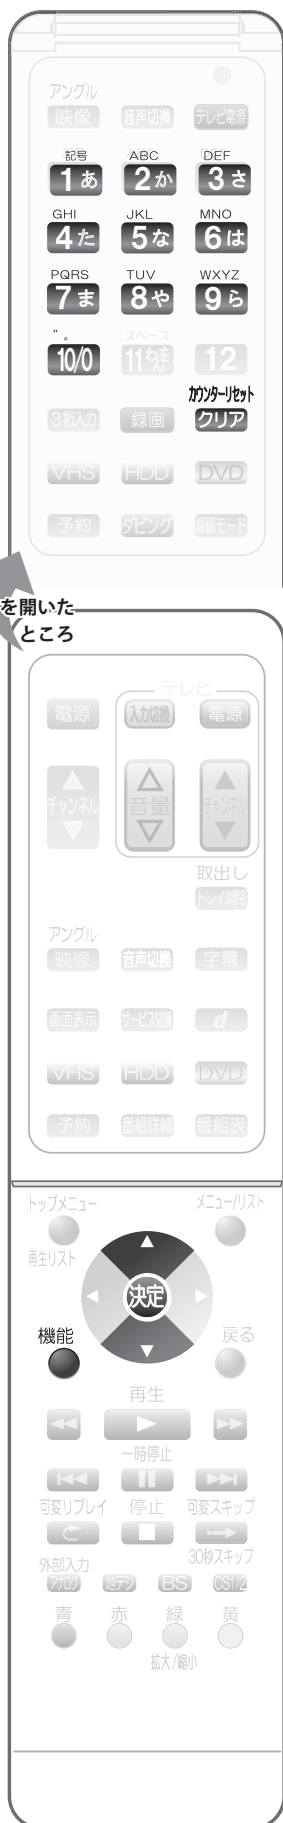 アングル
映像 音声切換 テレビ電源
記号 ABC DEF
1あ 2か 3さ
GHI JKL MNO
4た 5な 6は
PQRS TUV WXYZ
7ま 8や 9ら
"。 スペース
10/0 11わをん 12
カウンターリセット
3桁入力 録画 クリア
VHS HDD DVD
予約 ダビング 録画モード
を開いた
ところ
テレビ
電源 入力切換 電源
チャンネル 音量 チャンネル
取出し
トレイ開閉
アングル
映像 音声切換 字幕
画面表示 サービス切換 d
VHS HDD DVD
予約 番組詳細 番組表
トップメニュー メニュー/リスト
再生リスト
決定
機能 戻る
再生
一時停止
可変リプレイ 停止 可変スキップ
30秒スキップ
外部入力
アナログ 地デジ BS CS1/2
青 赤 緑 黄
拡大/縮小